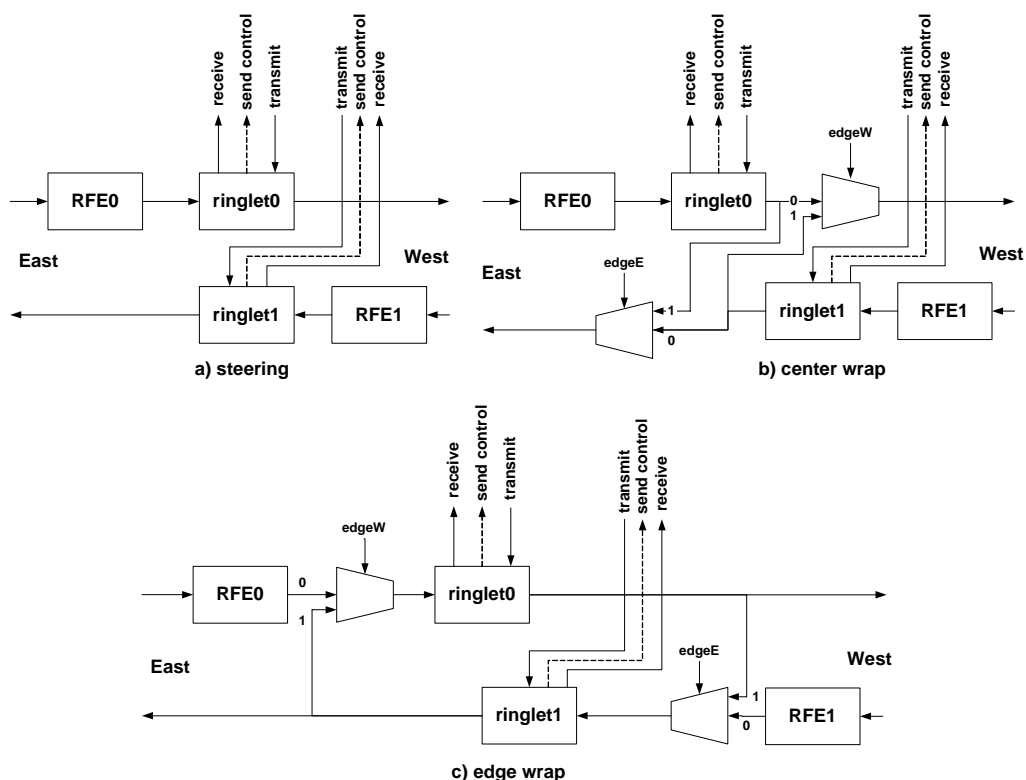 receive
send control
transmit
transmit
send control
receive
RFE0
ringlet0
East
West
ringlet1
RFE1
a) steering
receive
send control
transmit
transmit
send control
receive
edgeW
RFE0
ringlet0
0
1
East
West
edgeE
1
0
ringlet1
RFE1
b) center wrap
receive
send control
transmit
transmit
send control
receive
edgeW
RFE0
0
1
ringlet0
East
West
edgeE
1
0
ringlet1
RFE1
c) edge wrap